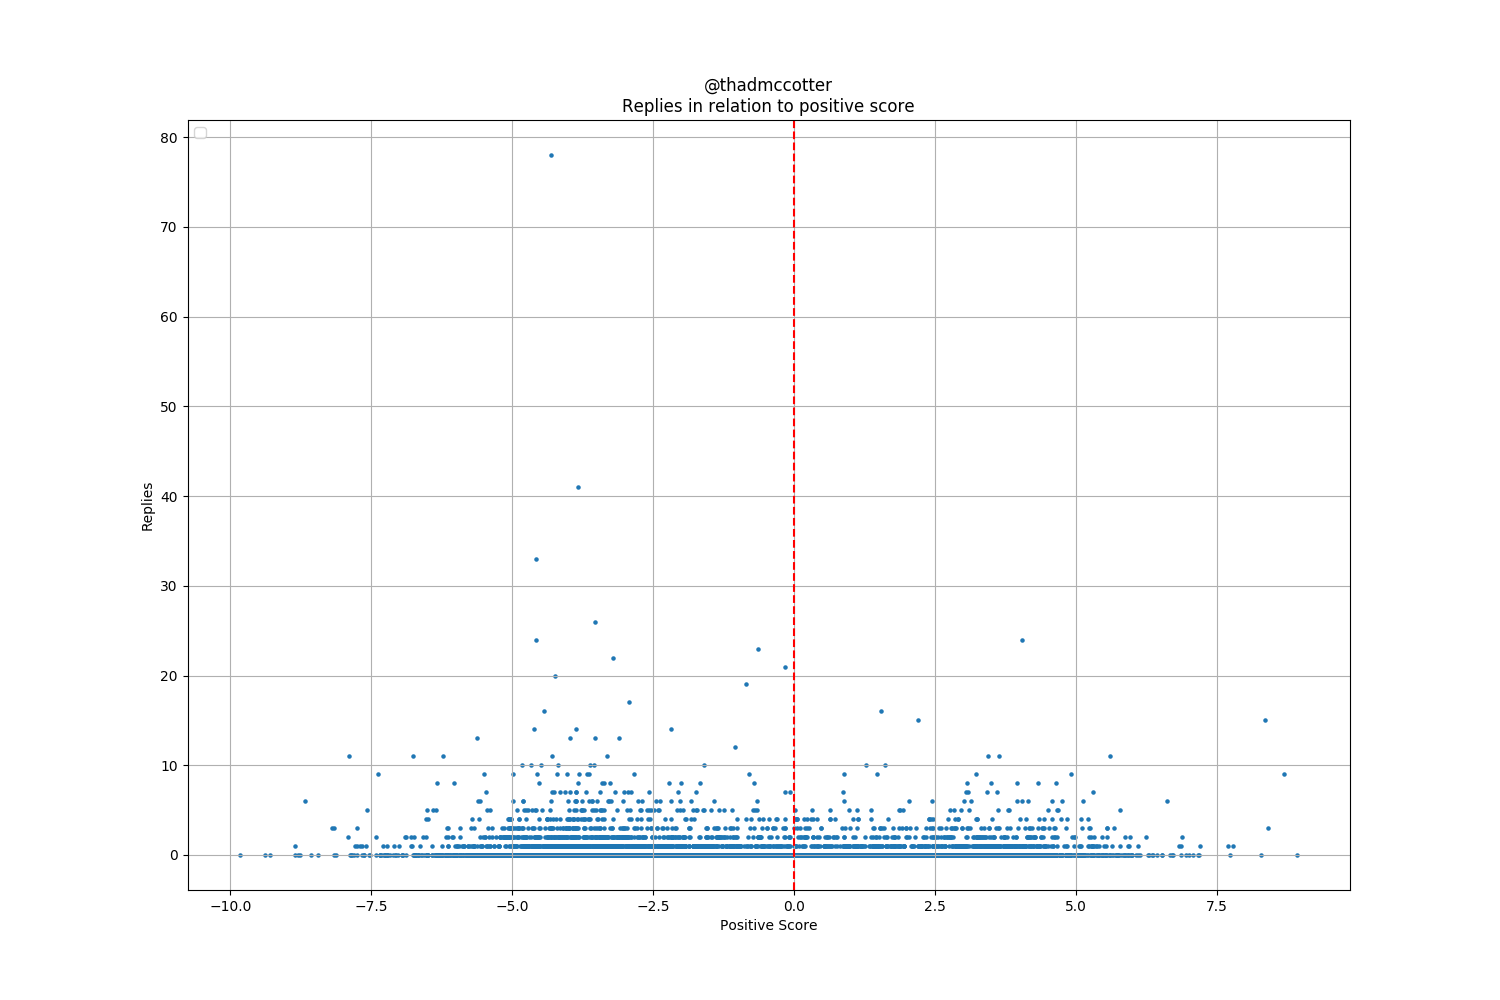 @thadmccotter
Replies in relation to positive score
80
70
60
50
40
30
20
10
0
Replies
−10.0 −7.5 −5.0 −2.5 0.0 2.5 5.0 7.5
Positive Score